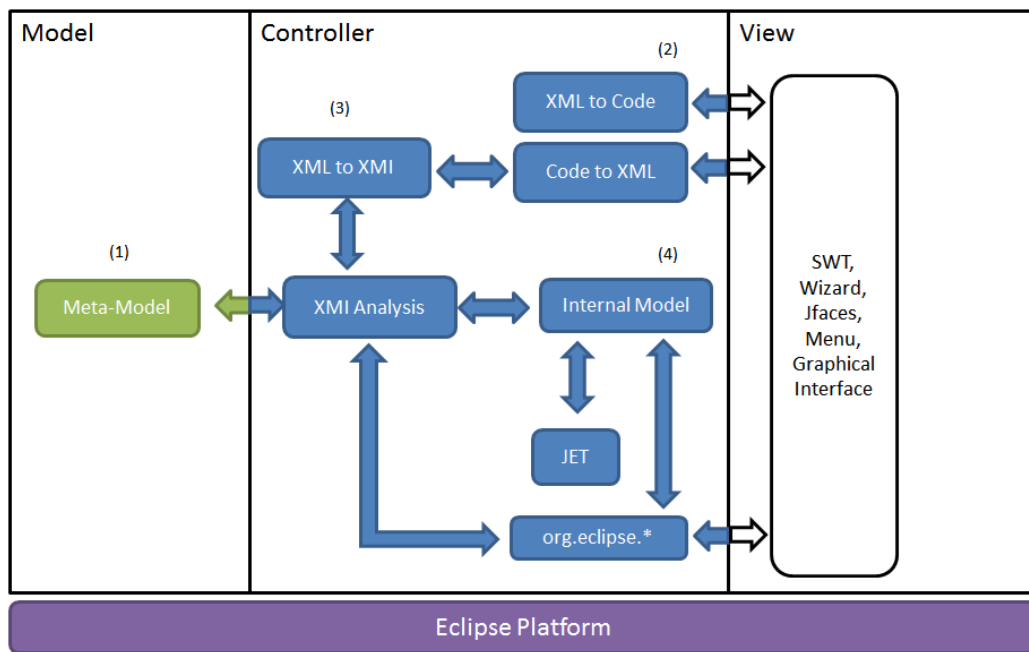 Model
Controller
View
(2)
XML to Code
(3)
XML to XMI
Code to XML
(1)
Meta-Model
XMI Analysis
(4)
Internal Model
SWT,
Wizard,
Jfaces,
Menu,
Graphical
Interface
JET
org.eclipse.*
Eclipse Platform